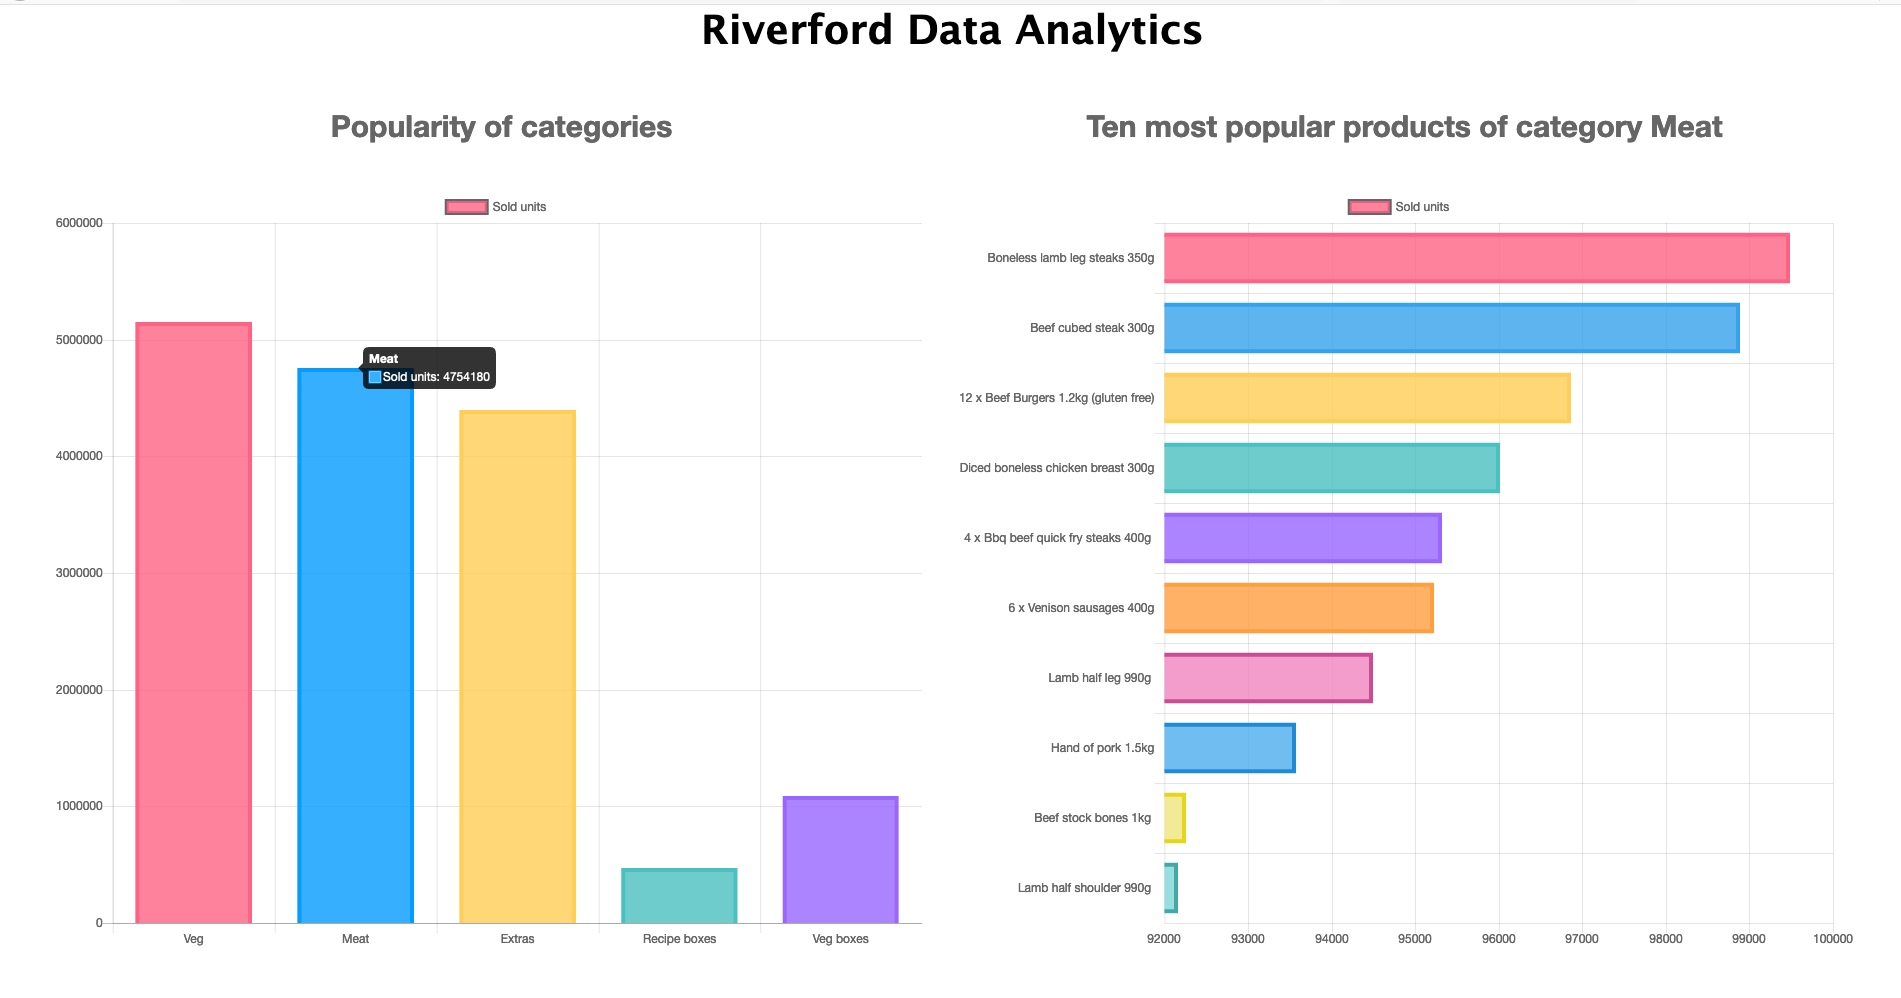 Riverford Data Analytics
Popularity of categories
Sold units
6000000
5000000
4000000
3000000
2000000
1000000
0
Meat
Sold units: 4754180
Veg
Meat
Extras
Recipe boxes
Veg boxes
Ten most popular products of category Meat
Sold units
Boneless lamb leg steaks 350g
Beef cubed steak 300g
12 x Beef Burgers 1.2kg (gluten free)
Diced boneless chicken breast 300g
4 x Bbq beef quick fry steaks 400g
6 x Venison sausages 400g
Lamb half leg 990g
Hand of pork 1.5kg
Beef stock bones 1kg
Lamb half shoulder 990g
92000 93000 94000 95000 96000 97000 98000 99000 100000